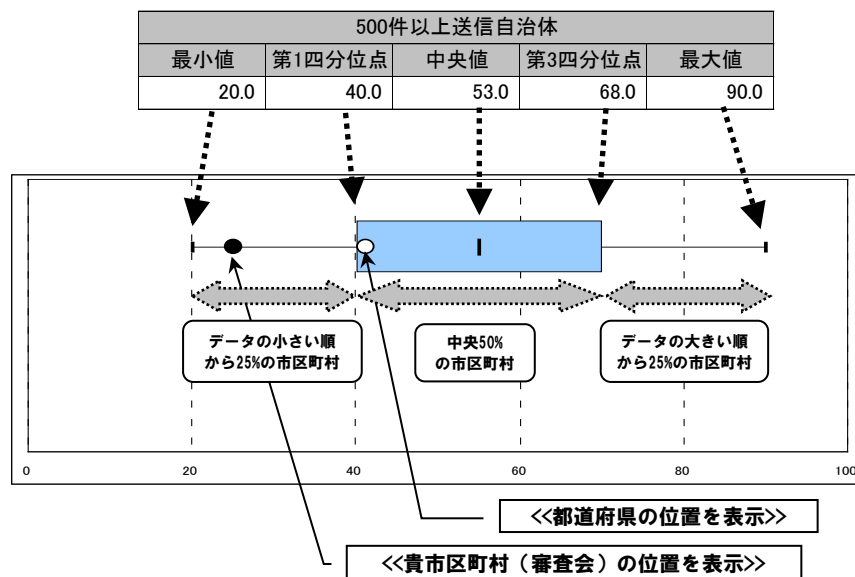 500件以上送信自治体
最小値 第1四分位点 中央値 第3四分位点 最大値
20.0 40.0 53.0 68.0 90.0
データの小さい順
から25%の市区町村
中央50%
の市区町村
データの大きい順
から25%の市区町村
0 20 40 60 80 100
<<都道府県の位置を表示>>
<<貴市区町村（審査会）の位置を表示>>